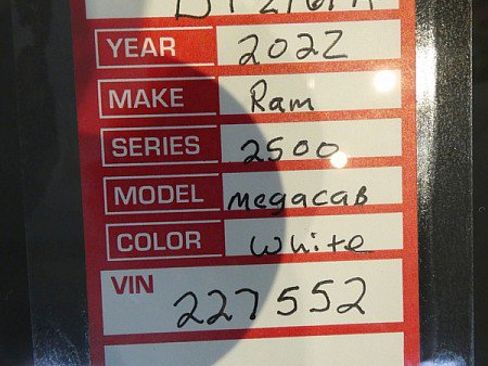 YEAR 2022
MAKE Ram
SERIES 2500
MODEL megacab
COLOR White
VIN
227552